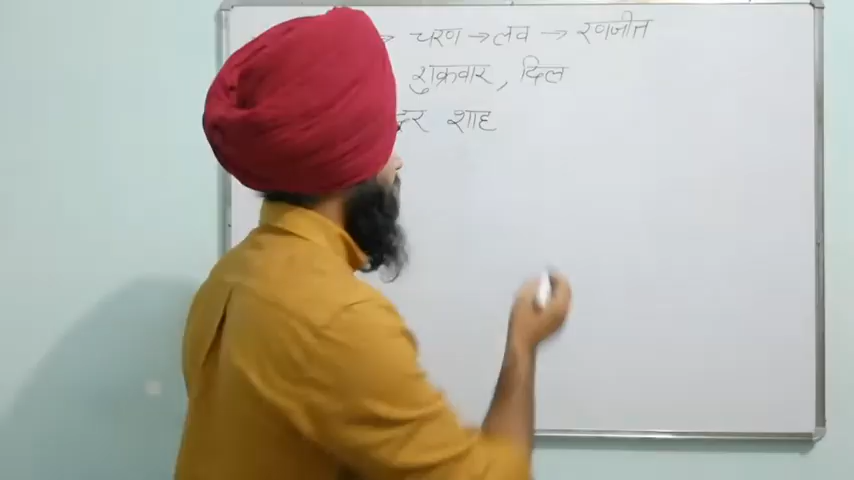 → चरण → लव → रणजीत
शुक्रवार, दिल
शाह